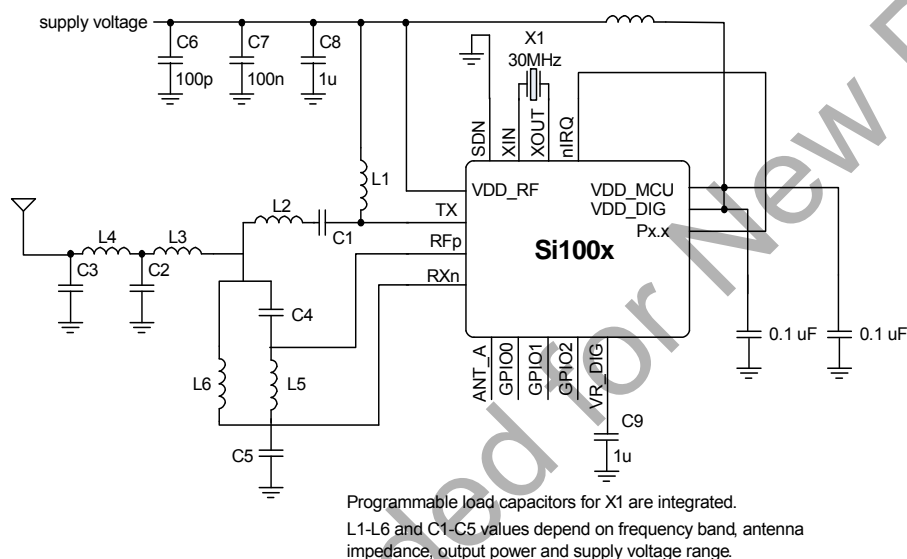 supply voltage
C6
100p
C7
100n
C8
1u
X1
30MHz
SDN
XIN
XOUT
nIRQ
L1
VDD_RF
VDD_MCU
VDD_DIG
Px.x
L2
C1
TX
RFp
RXn
Si100x
L4
L3
C3
C2
C4
L6
L5
C5
0.1 uF
0.1 uF
ANT_A
GPIO0
GPIO1
GPIO2
VR_DIG
C9
1u
Programmable load capacitors for X1 are integrated.
L1-L6 and C1-C5 values depend on frequency band, antenna
impedance, output power and supply voltage range.
ded for New